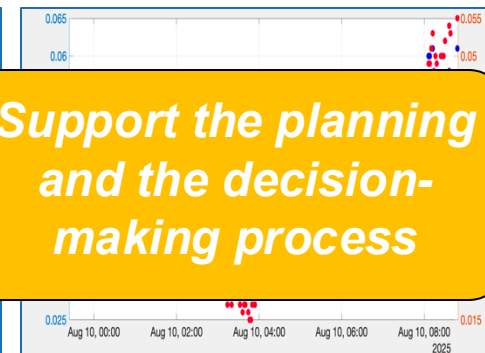 0.065
0.055
0.06
0.05
Support the planning
and the decision-
making process
0.025
0.015
Aug 10, 00:00 Aug 10, 02:00 Aug 10, 04:00 Aug 10, 06:00 Aug 10, 08:00
2025